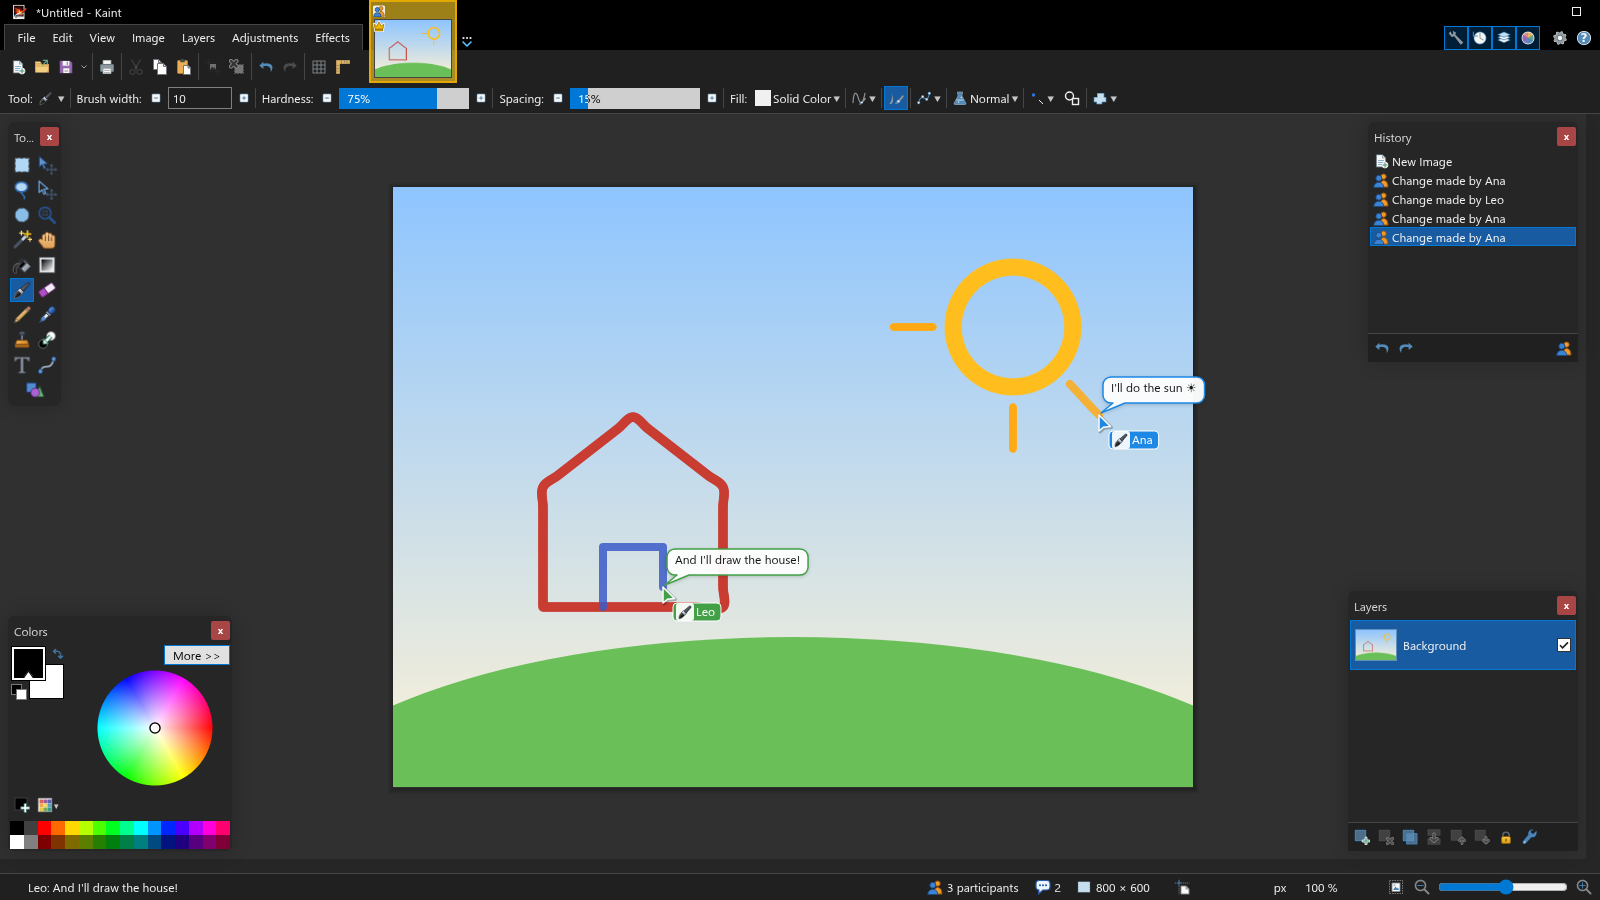 *Untitled - Kaint
File Edit View Image Layers Adjustments Effects
Tool: Brush width: 10 Hardness: 75% Spacing: 15% Fill: Solid Color Normal
To...
History
New Image
Change made by Ana
Change made by Leo
Change made by Ana
Change made by Ana
I'll do the sun ☀
Ana
And I'll draw the house!
Leo
Colors
More >>
Layers
Background
Leo: And I'll draw the house! 3 participants 2 800 × 600 px 100 %